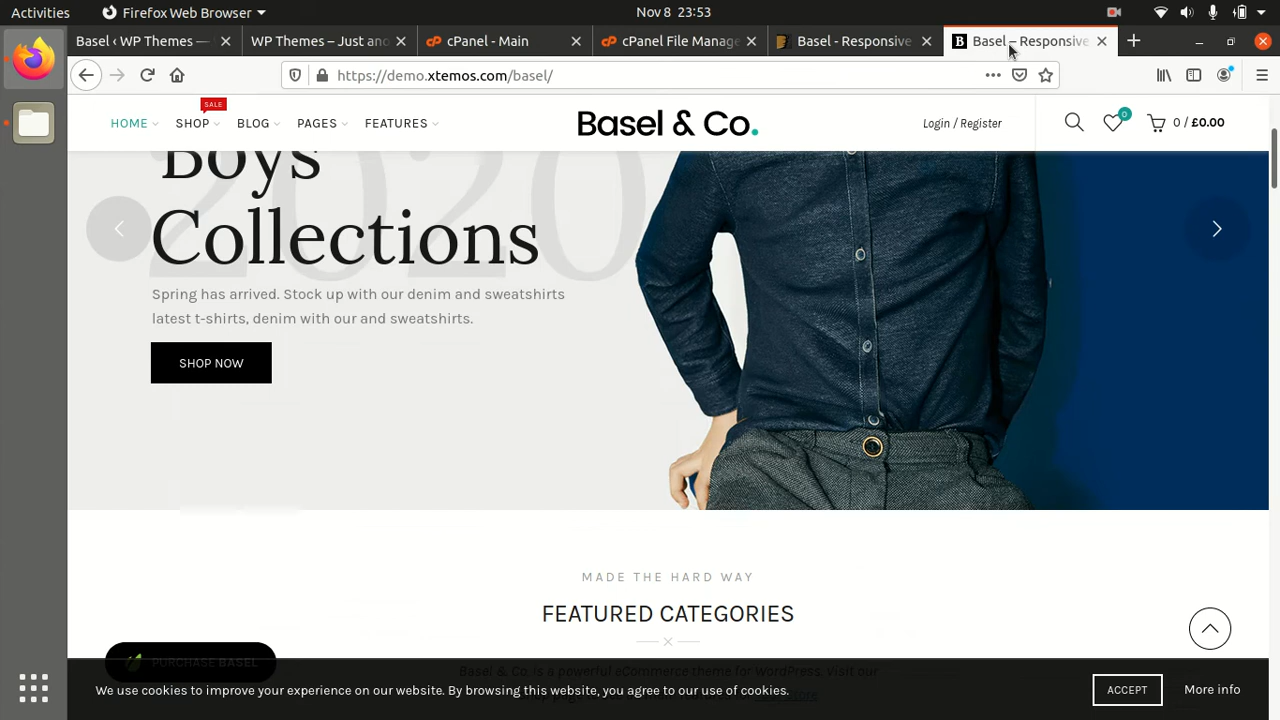 Activities
Firefox Web Browser
Nov 8 23:53
Basel ‹ WP Themes —
WP Themes – Just ano
cPanel - Main
cPanel File Manage
Basel - Responsive
Basel – Responsive
https://demo.xtemos.com/basel/
SALE
HOME
SHOP
BLOG
PAGES
FEATURES
Basel & Co.
Login / Register
0
0 / £0.00
2020
Boys
Collections
Spring has arrived. Stock up with our denim and sweatshirts
latest t-shirts, denim with our and sweatshirts.
SHOP NOW
MADE THE HARD WAY
FEATURED CATEGORIES
Basel & Co. is a powerful eCommerce theme for WordPress. Visit our
PURCHASE BASEL
We use cookies to improve your experience on our website. By browsing this website, you agree to our use of cookies.
ACCEPT
More info